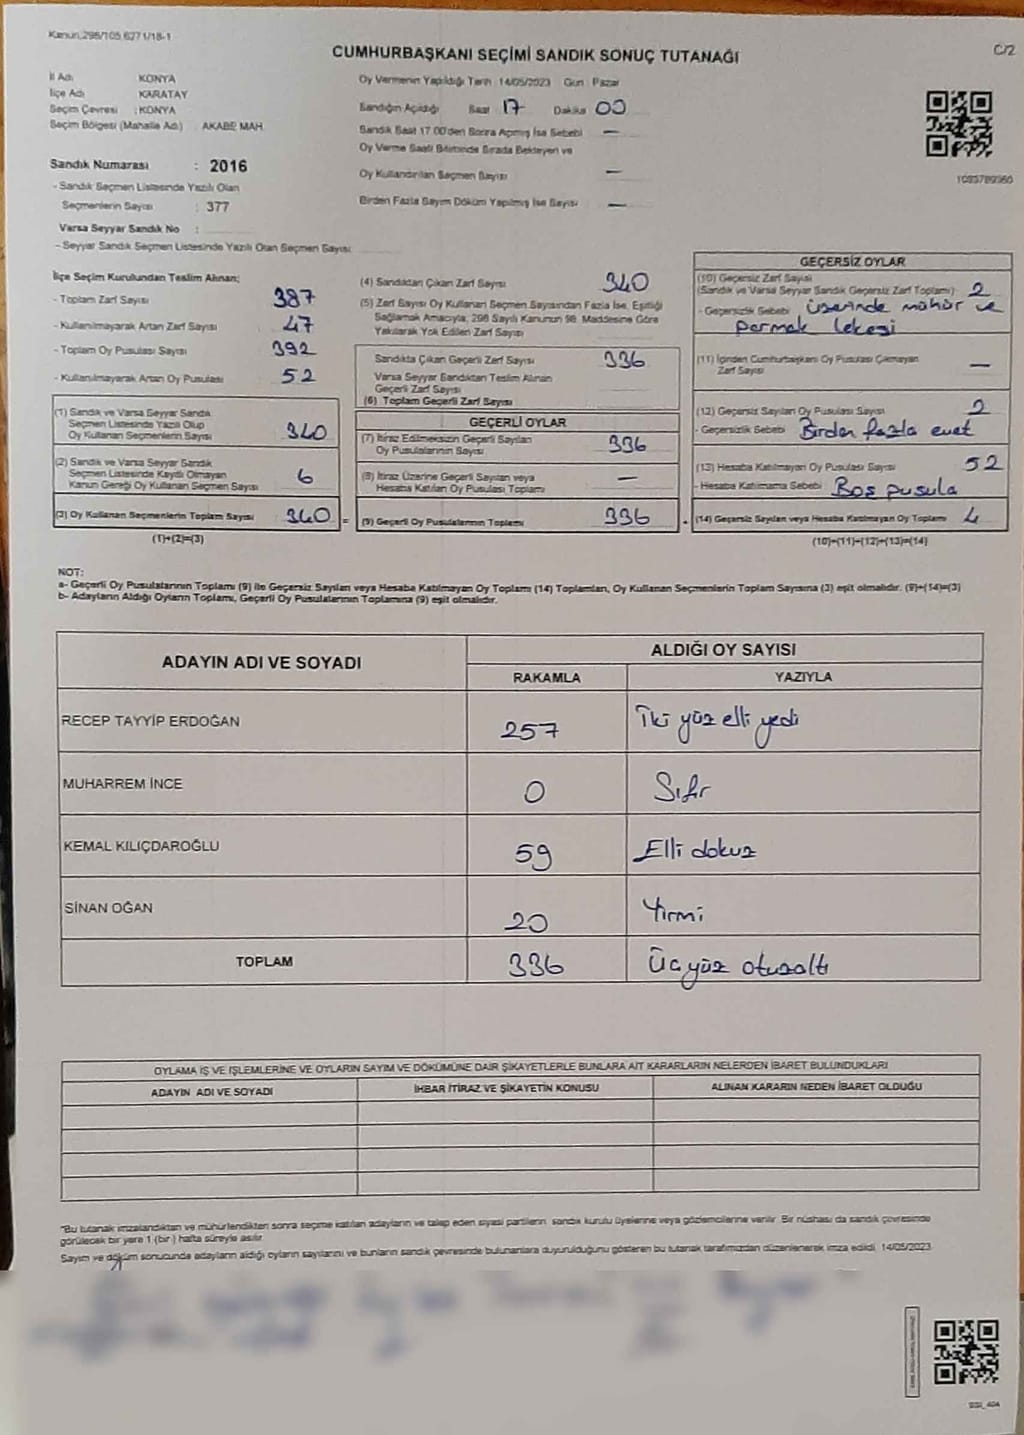 Kanun:298/105,6271/18-1
CUMHURBAŞKANI SEÇİMİ SANDIK SONUÇ TUTANAĞI
C/2
İl Adı KONYA
İlçe Adı KARATAY
Seçim Çevresi : KONYA
Seçim Bölgesi (Mahalle Adı) AKABE MAH.
Sandık Numarası : 2016
- Sandık Seçmen Listesinde Yazılı Olan
Seçmenlerin Sayısı : 377
Varsa Seyyar Sandık No :
- Seyyar Sandık Seçmen Listesinde Yazılı Olan Seçmen Sayısı
Oy Vermenin Yapıldığı Tarih 14/05/2023 Gün : Pazar
Sandığın Açıldığı Saat 17 Dakika 00
Sandık Saat 17.00'den Sonra Açılmış İse Sebebi —
Oy Verme Saati Bitiminde Sırada Bekleyen ve
Oy Kullandırılan Seçmen Sayısı —
Birden Fazla Sayım Döküm Yapılmış İse Sayısı —
1093789360
İlçe Seçim Kurulundan Teslim Alınan;
- Toplam Zarf Sayısı 387
- Kullanılmayarak Artan Zarf Sayısı 47
- Toplam Oy Pusulası Sayısı 392
- Kullanılmayarak Artan Oy Pusulası 52
(1) Sandık ve Varsa Seyyar Sandık
Seçmen Listesinde Yazılı Olup
Oy Kullanan Seçmenlerin Sayısı 340
(2) Sandık ve Varsa Seyyar Sandık
Seçmen Listesinde Kayıtlı Olmayan
Kanun Gereği Oy Kullanan Seçmen Sayısı 6
(3) Oy Kullanan Seçmenlerin Toplam Sayısı 340 =
(1)+(2)=(3)
(4) Sandıktan Çıkan Zarf Sayısı 340
(5) Zarf Sayısı Oy Kullanan Seçmen Sayısından Fazla İse, Eşitliği
Sağlamak Amacıyla, 298 Sayılı Kanunun 98. Maddesine Göre
Yakılarak Yok Edilen Zarf Sayısı
Sandıkta Çıkan Geçerli Zarf Sayısı 336
Varsa Seyyar Sandıktan Teslim Alınan
Geçerli Zarf Sayısı
(6) Toplam Geçerli Zarf Sayısı
GEÇERLİ OYLAR
(7) İtiraz Edilmeksizin Geçerli Sayılan
Oy Pusulalarının Sayısı 336
(8) İtiraz Üzerine Geçerli Sayılan veya
Hesaba Katılan Oy Pusulası Toplamı —
(9) Geçerli Oy Pusulalarının Toplamı 336
GEÇERSİZ OYLAR
(10) Geçersiz Zarf Sayısı
(Sandık ve Varsa Seyyar Sandık Geçersiz Zarf Toplamı) 2
- Geçersizlik Sebebi üzerinde mühür ve
parmak lekesi
(11) İçinden Cumhurbaşkanı Oy Pusulası Çıkmayan
Zarf Sayısı —
(12) Geçersiz Sayılan Oy Pusulası Sayısı 2
- Geçersizlik Sebebi Birden fazla evet
(13) Hesaba Katılmayan Oy Pusulası Sayısı 52
- Hesaba Katılmama Sebebi Boş pusula
(14) Geçersiz Sayılan veya Hesaba Katılmayan Oy Toplamı 4
(10)+(11)+(12)+(13)=(14)
NOT:
a- Geçerli Oy Pusulalarının Toplamı (9) ile Geçersiz Sayılan veya Hesaba Katılmayan Oy Toplamı (14) Toplamları, Oy Kullanan Seçmenlerin Toplam Sayısına (3) eşit olmalıdır. (9)+(14)=(3)
b- Adayların Aldığı Oyların Toplamı, Geçerli Oy Pusulalarının Toplamına (9) eşit olmalıdır.
ADAYIN ADI VE SOYADI
ALDIĞI OY SAYISI
RAKAMLA YAZIYLA
RECEP TAYYİP ERDOĞAN 257 İki yüz elli yedi
MUHARREM İNCE 0 Sıfır
KEMAL KILIÇDAROĞLU 59 Elli dokuz
SİNAN OĞAN 20 Yirmi
TOPLAM 336 Üç yüz otuzaltı
OYLAMA İŞ VE İŞLEMLERİNE VE OYLARIN SAYIM VE DÖKÜMÜNE DAİR ŞİKAYETLERLE BUNLARA AİT KARARLARIN NELERDEN İBARET BULUNDUKLARI
ADAYIN ADI VE SOYADI İHBAR İTİRAZ VE ŞİKAYETİN KONUSU ALINAN KARARIN NEDEN İBARET OLDUĞU
"Bu tutanak imzalandıktan ve mühürlendikten sonra seçime katılan adayların ve talep eden siyasi partilerin sandık kurulu üyelerine veya gözlemcilerine verilir. Bir nüshası da sandık çevresinde
görülecek bir yere 1 (bir) hafta süreyle asılır.
Sayım ve döküm sonucunda adayların aldığı oyların sayılarını ve bunların sandık çevresinde bulunanlara duyurulduğunu gösteren bu tutanak tarafımızdan düzenlenerek imza edildi. 14/05/2023